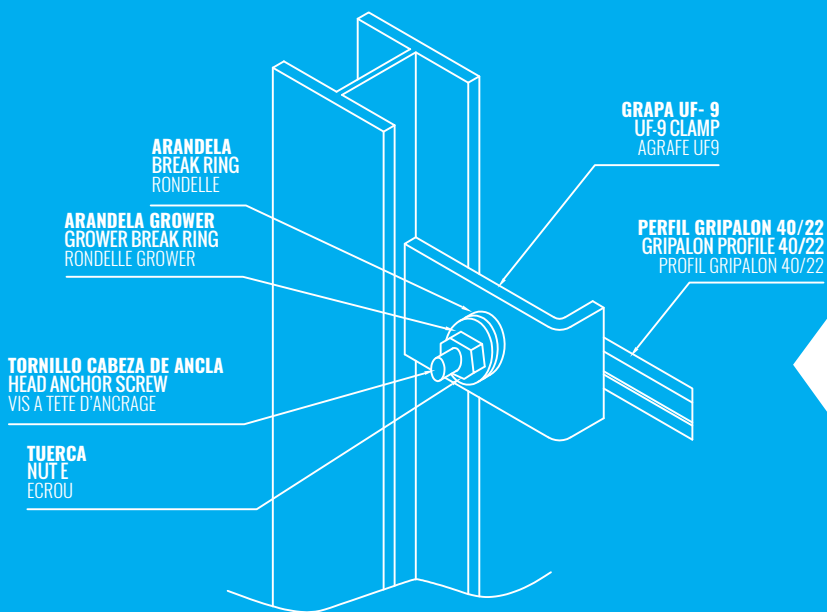 ARANDELA
BREAK RING
RONDELLE
ARANDELA GROWER
GROWER BREAK RING
RONDELLE GROWER
TORNILLO CABEZA DE ANCLA
HEAD ANCHOR SCREW
VIS A TETE D'ANCRAGE
TUERCA
NUT E
ECROU
GRAPA UF- 9
UF-9 CLAMP
AGRAFE UF9
PERFIL GRIPALON 40/22
GRIPALON PROFILE 40/22
PROFIL GRIPALON 40/22